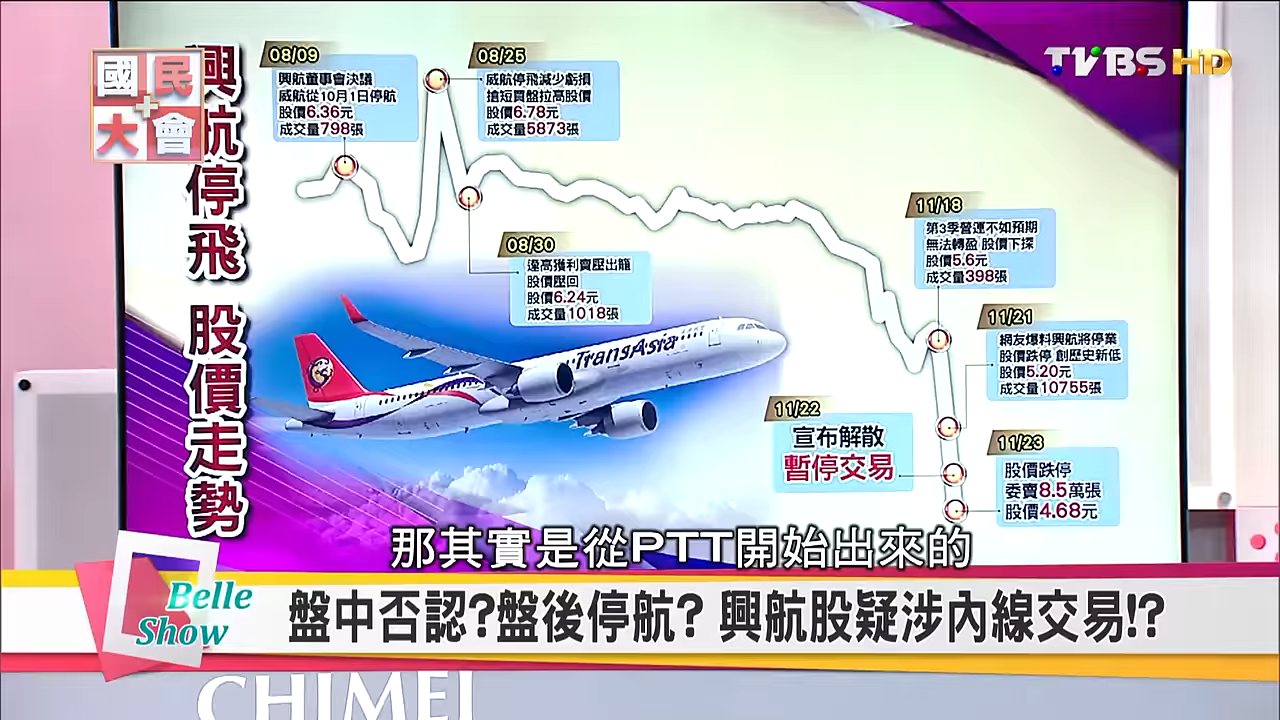 國民
大會
TVBS HD
興航停飛 股價走勢
08/09
興航董事會決議
威航從10月1日停航
股價6.36元
成交量798張
08/25
威航停飛減少虧損
搶短買盤拉高股價
股價6.78元
成交量5873張
08/30
逢高獲利賣壓出籠
股價壓回
股價6.24元
成交量1018張
11/18
第3季營運不如預期
無法轉盈 股價下探
股價5.6元
成交量398張
11/21
網友爆料興航將停業
股價跌停 創歷史新低
股價5.20元
成交量10755張
11/22
宣布解散
暫停交易
11/23
股價跌停
委賣8.5萬張
股價4.68元
TransAsia
那其實是從PTT開始出來的
Belle
Show
盤中否認?盤後停航? 興航股疑涉內線交易!?
CHIMEI